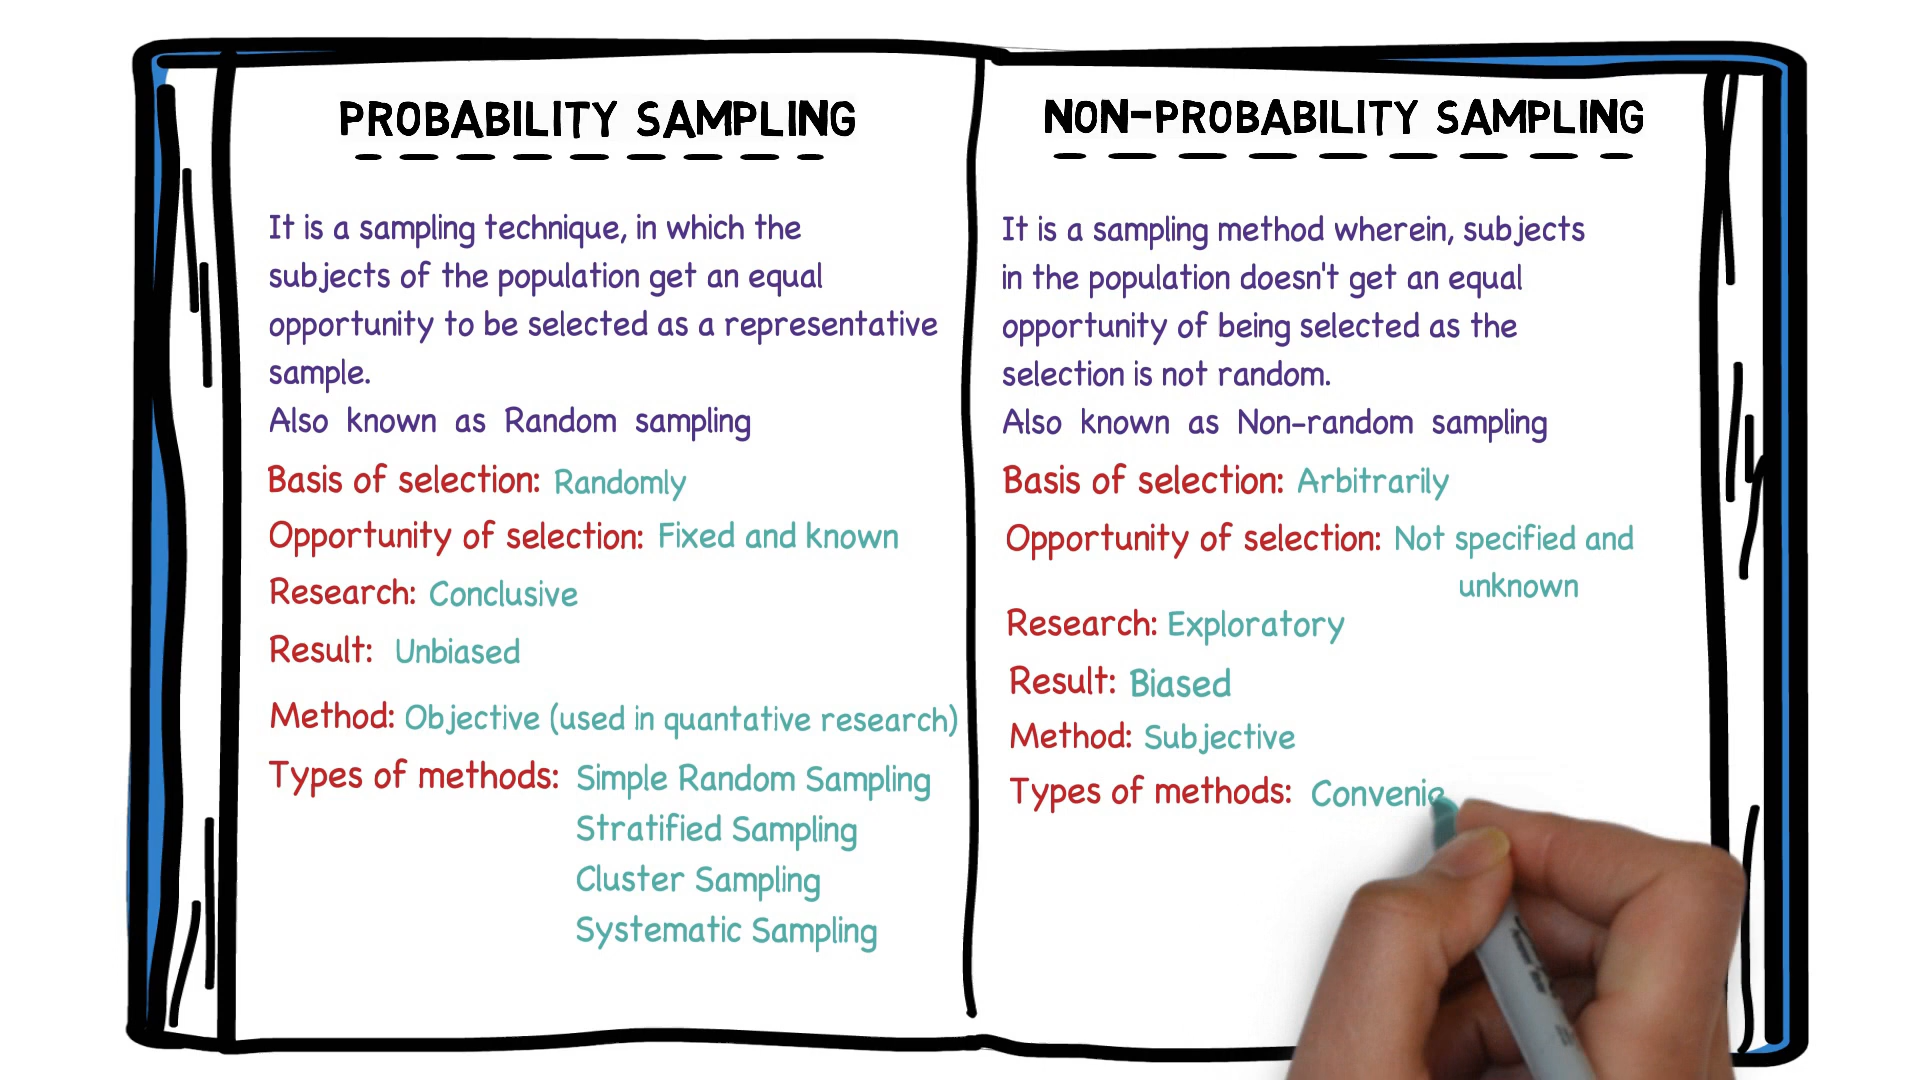 PROBABILITY SAMPLING
It is a sampling technique, in which the
subjects of the population get an equal
opportunity to be selected as a representative
sample.
Also known as Random sampling
Basis of selection: Randomly
Opportunity of selection: Fixed and known
Research: Conclusive
Result: Unbiased
Method: Objective (used in quantative research)
Types of methods: Simple Random Sampling
Stratified Sampling
Cluster Sampling
Systematic Sampling
NON-PROBABILITY SAMPLING
It is a sampling method wherein, subjects
in the population doesn't get an equal
opportunity of being selected as the
selection is not random.
Also known as Non-random sampling
Basis of selection: Arbitrarily
Opportunity of selection: Not specified and
unknown
Research: Exploratory
Result: Biased
Method: Subjective
Types of methods: Convenie